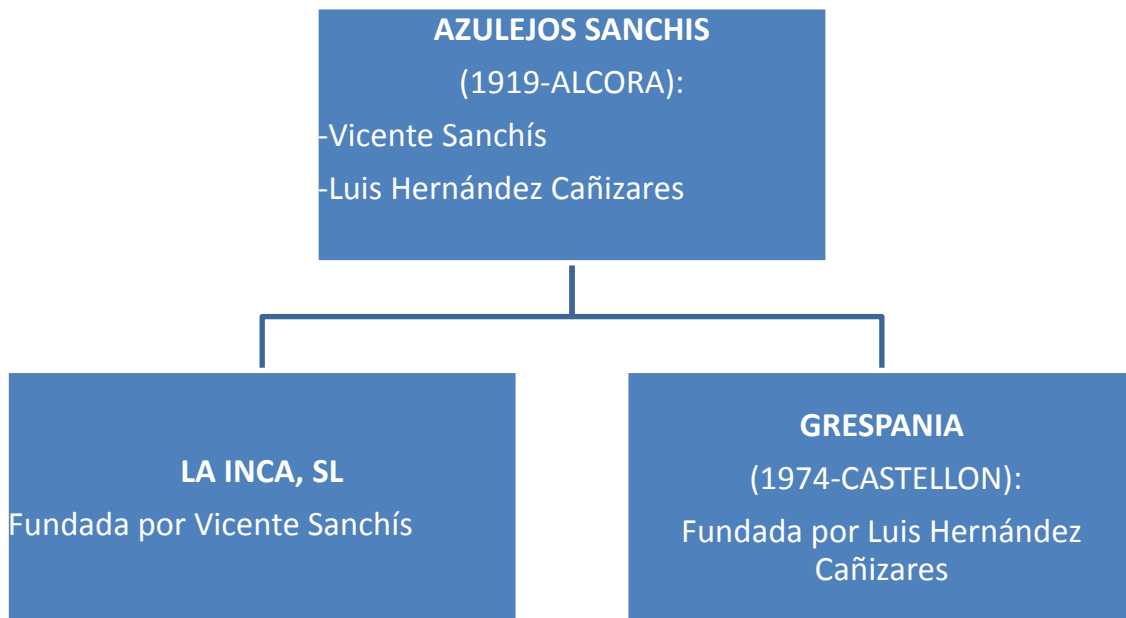 AZULEJOS SANCHIS
(1919-ALCORA):
-Vicente Sanchís
-Luis Hernández Cañizares
LA INCA, SL
Fundada por Vicente Sanchís
GRESPANIA
(1974-CASTELLON):
Fundada por Luis Hernández
Cañizares